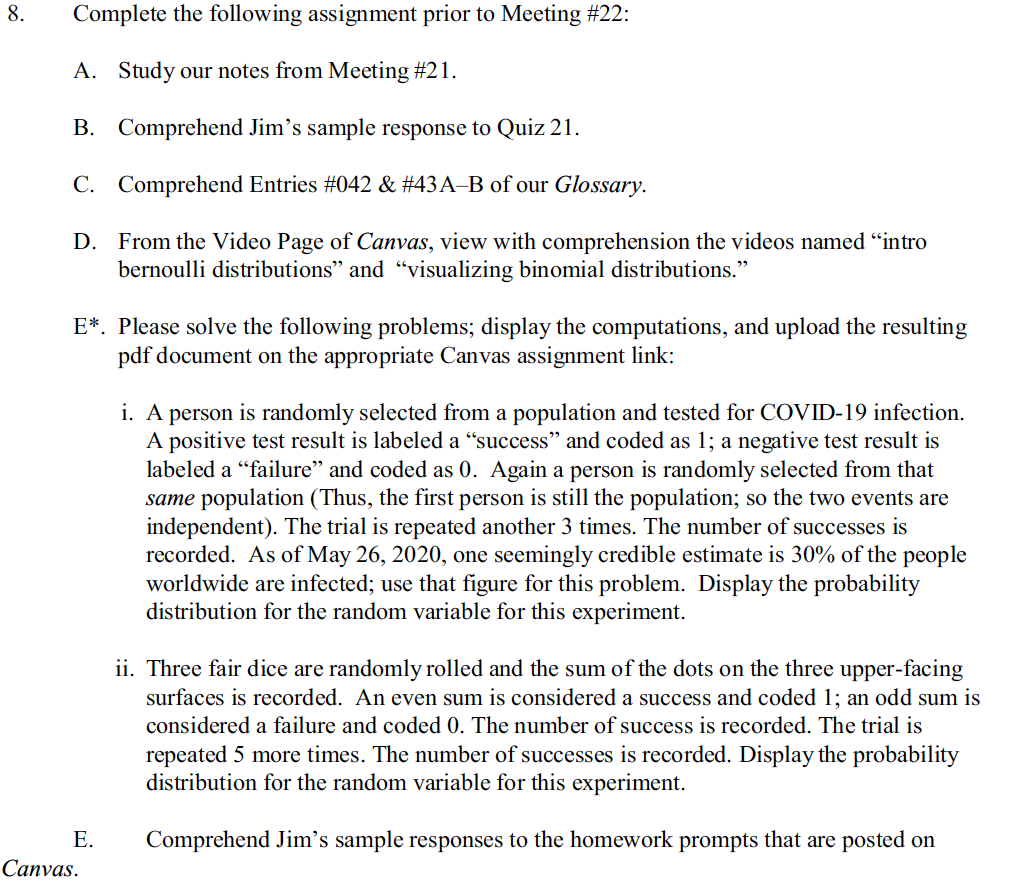 8. Complete the following assignment prior to Meeting #22:
A. Study our notes from Meeting #21.
B. Comprehend Jim’s sample response to Quiz 21.
C. Comprehend Entries #042 & #43A–B of our Glossary.
D. From the Video Page of Canvas, view with comprehension the videos named “intro
bernoulli distributions” and “visualizing binomial distributions.”
E*. Please solve the following problems; display the computations, and upload the resulting
pdf document on the appropriate Canvas assignment link:
i. A person is randomly selected from a population and tested for COVID-19 infection.
A positive test result is labeled a “success” and coded as 1; a negative test result is
labeled a “failure” and coded as 0. Again a person is randomly selected from that
same population (Thus, the first person is still the population; so the two events are
independent). The trial is repeated another 3 times. The number of successes is
recorded. As of May 26, 2020, one seemingly credible estimate is 30% of the people
worldwide are infected; use that figure for this problem. Display the probability
distribution for the random variable for this experiment.
ii. Three fair dice are randomly rolled and the sum of the dots on the three upper-facing
surfaces is recorded. An even sum is considered a success and coded 1; an odd sum is
considered a failure and coded 0. The number of success is recorded. The trial is
repeated 5 more times. The number of successes is recorded. Display the probability
distribution for the random variable for this experiment.
E. Comprehend Jim’s sample responses to the homework prompts that are posted on
Canvas.